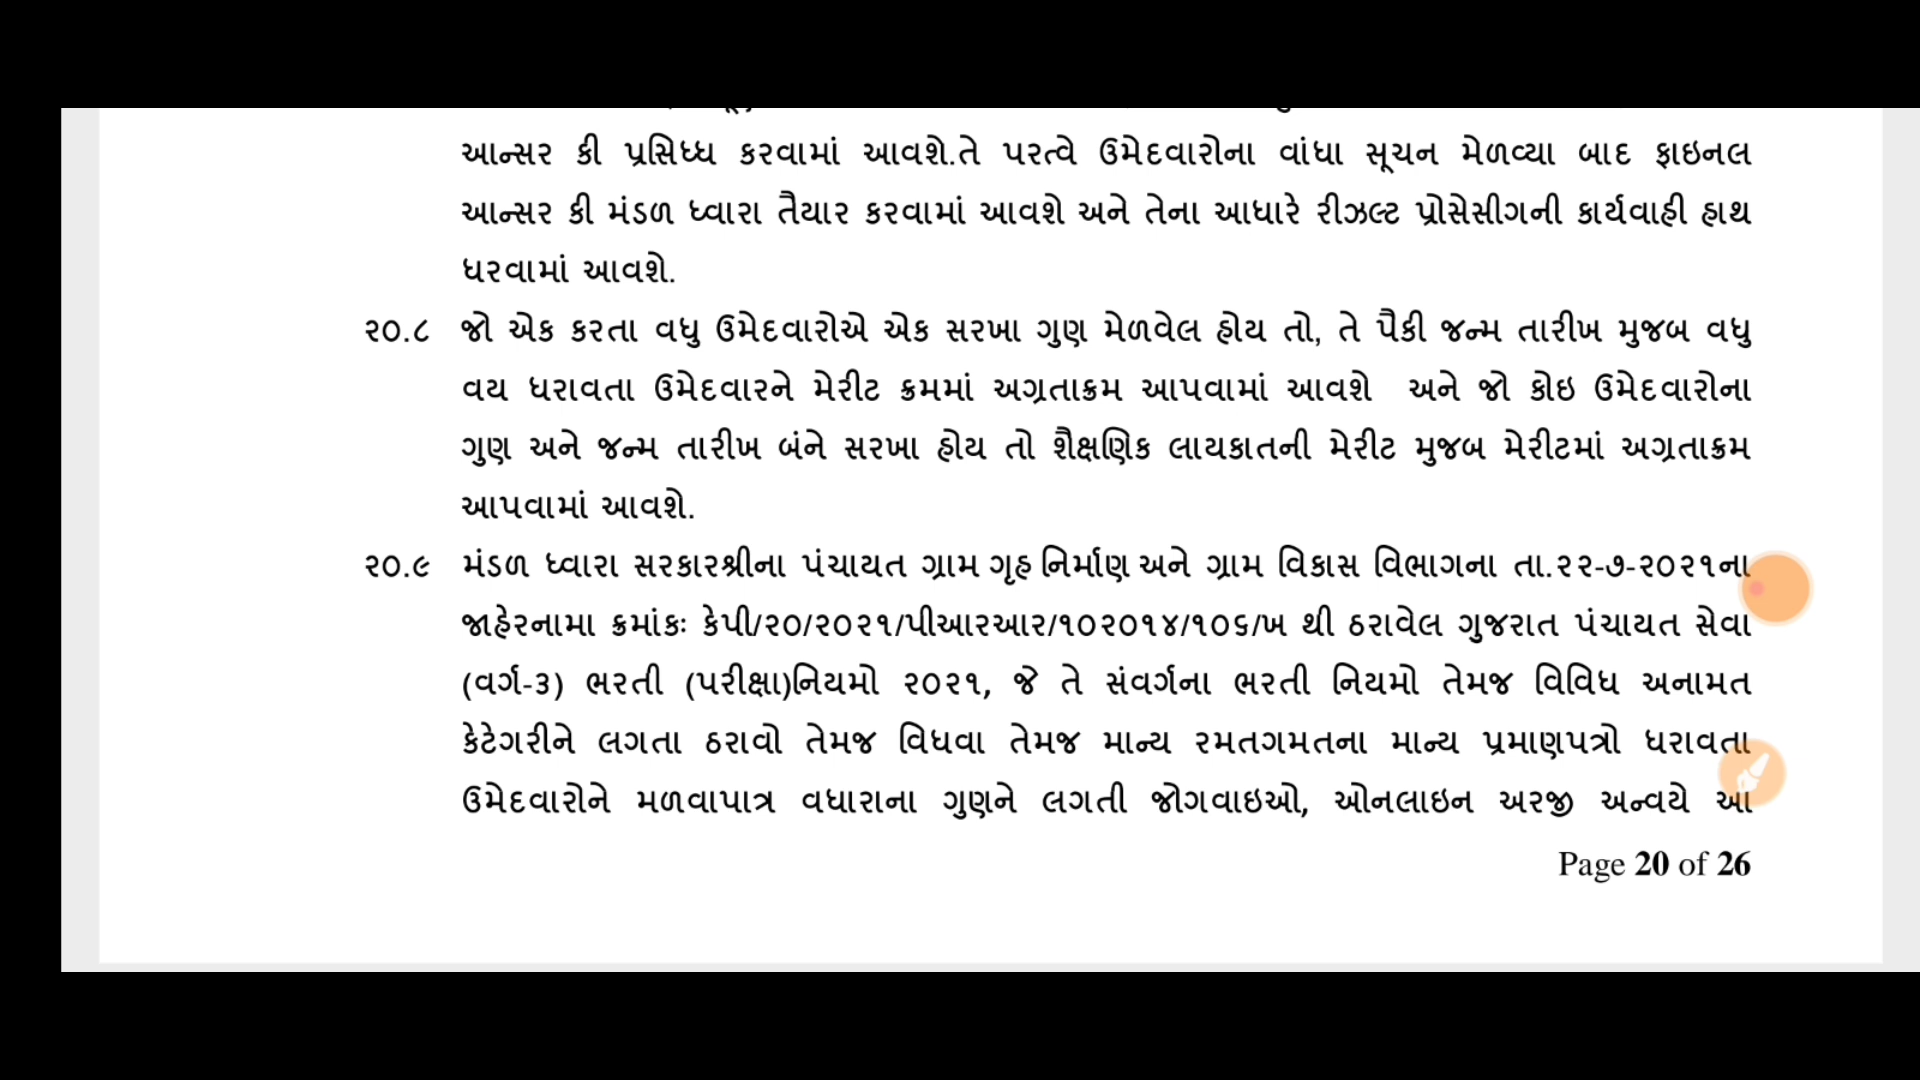 આન્સર કી પ્રસિધ્ધ કરવામાં આવશે.તે પરત્વે ઉમેદવારોના વાંધા સૂચન મેળવ્યા બાદ ફાઇનલ
આન્સર કી મંડળ ધ્વારા તૈયાર કરવામાં આવશે અને તેના આધારે રીઝલ્ટ પ્રોસેસીગની કાર્યવાહી હાથ
ધરવામાં આવશે.
૨૦.૮ જો એક કરતા વધુ ઉમેદવારોએ એક સરખા ગુણ મેળવેલ હોય તો, તે પૈકી જન્મ તારીખ મુજબ વધુ
વય ધરાવતા ઉમેદવારને મેરીટ ક્રમમાં અગ્રતાક્રમ આપવામાં આવશે અને જો કોઇ ઉમેદવારોના
ગુણ અને જન્મ તારીખ બંને સરખા હોય તો શૈક્ષણિક લાયકાતની મેરીટ મુજબ મેરીટમાં અગ્રતાક્રમ
આપવામાં આવશે.
૨૦.૯ મંડળ ધ્વારા સરકારશ્રીના પંચાયત ગ્રામ ગૃહ નિર્માણ અને ગ્રામ વિકાસ વિભાગના તા.૨૨-૭-૨૦૨૧ના
જાહેરનામા ક્રમાંકઃ કેપી/૨૦/૨૦૨૧/પીઆરઆર/૧૦૨૦૧૪/૧૦૬/ખ થી ઠરાવેલ ગુજરાત પંચાયત સેવા
(વર્ગ-૩) ભરતી (પરીક્ષા)નિયમો ૨૦૨૧, જે તે સંવર્ગના ભરતી નિયમો તેમજ વિવિધ અનામત
કેટેગરીને લગતા ઠરાવો તેમજ વિધવા તેમજ માન્ય રમતગમતના માન્ય પ્રમાણપત્રો ધરાવતા
ઉમેદવારોને મળવાપાત્ર વધારાના ગુણને લગતી જોગવાઇઓ, ઓનલાઇન અરજી અન્વયે આ
Page 20 of 26